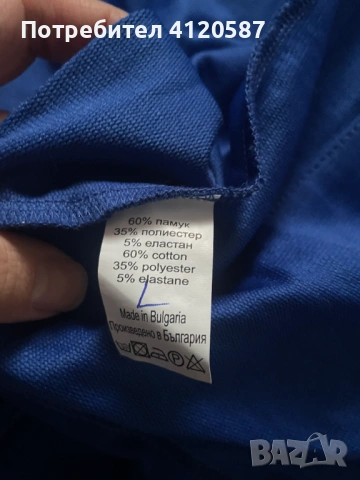 Потребител 4120587
60% памук
35% полиестер
5% еластан
60% cotton
35% polyester
5% elastane
L
Made in Bulgaria
Произведено в България
BAZAR